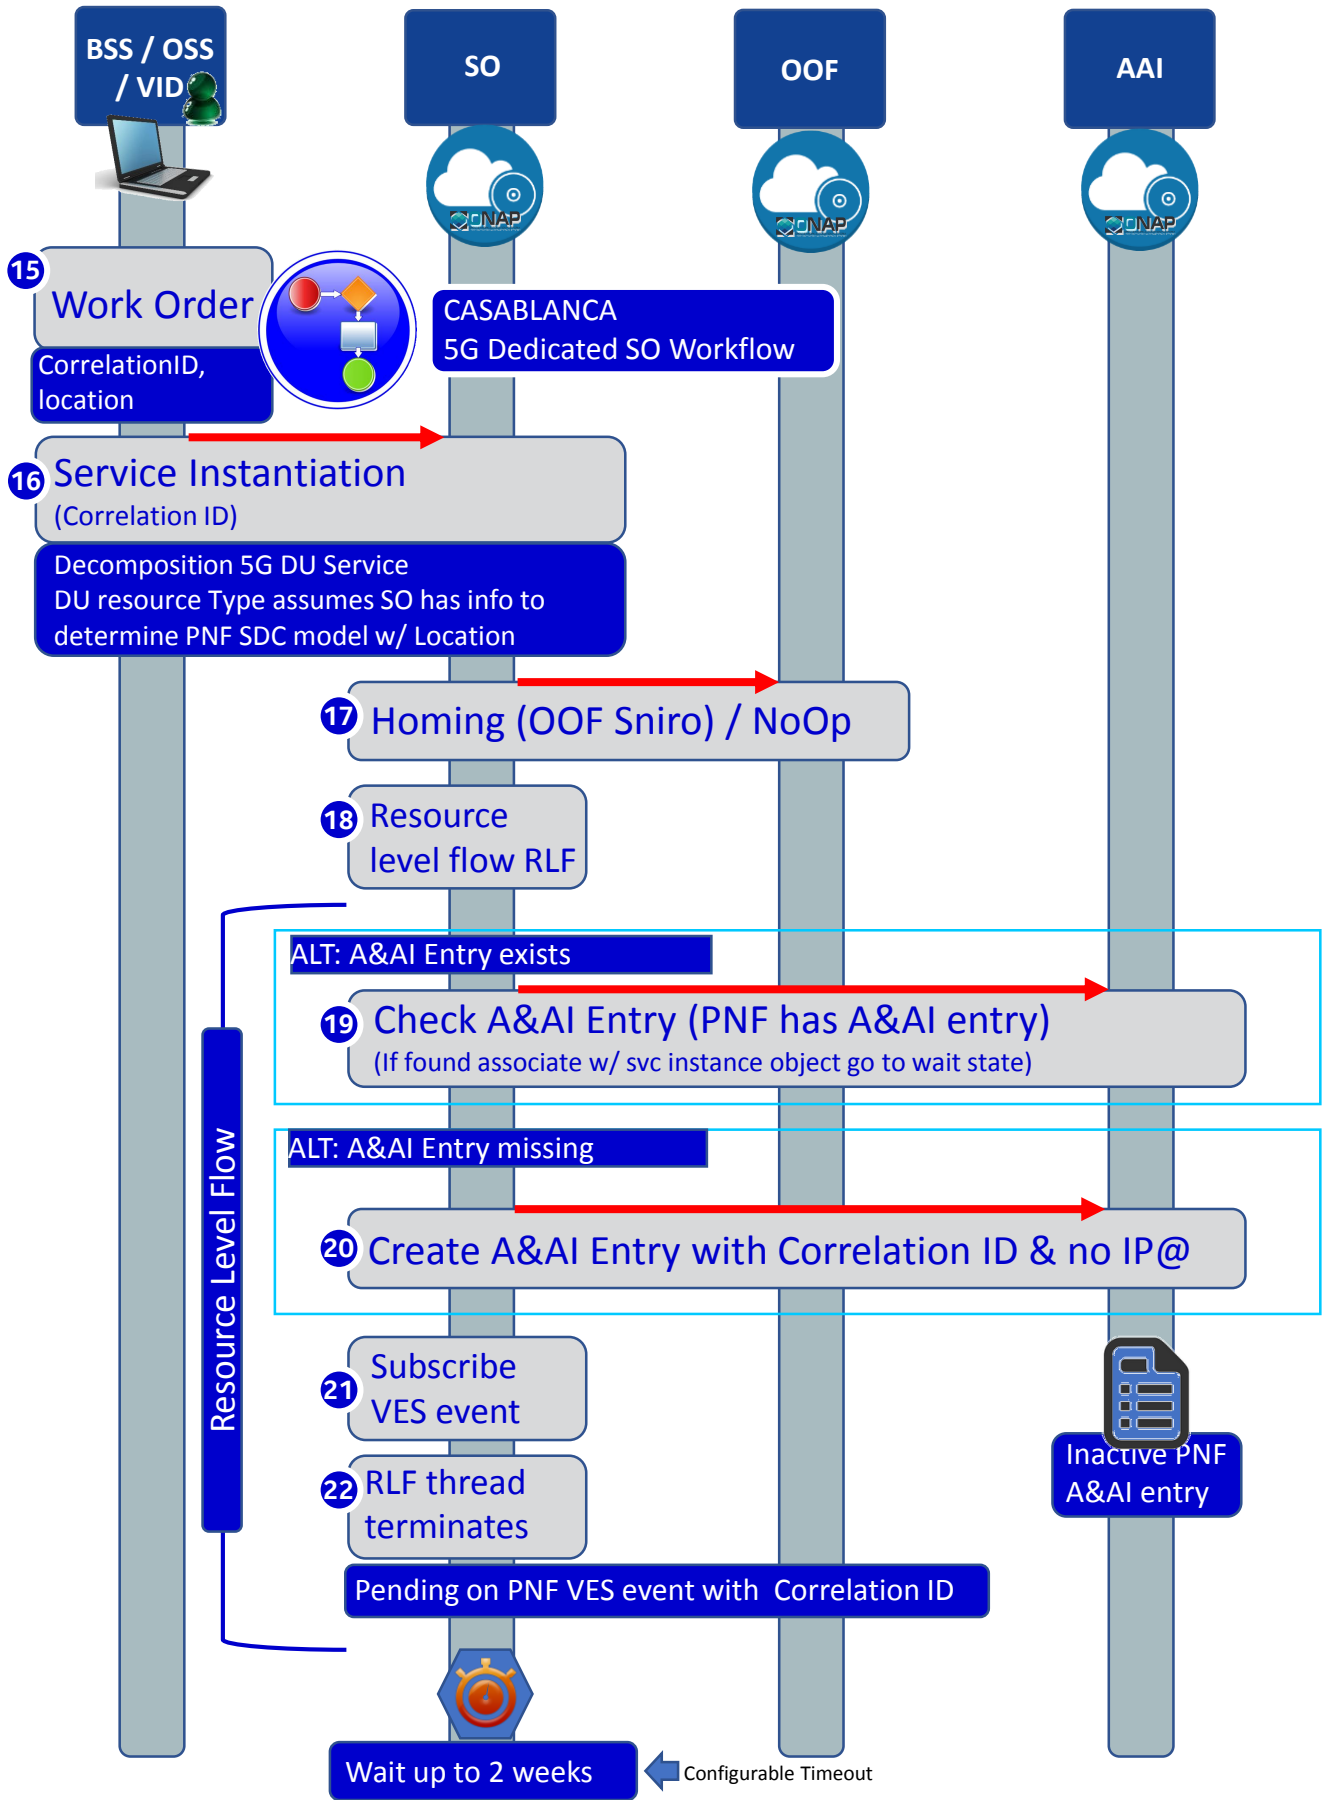 BSS / OSS
/ VID
SO
OOF
AAI
ONAP
ONAP
ONAP
15
Work Order
CorrelationID,
location
CASABLANCA
5G Dedicated SO Workflow
16
Service Instantiation
(Correlation ID)
Decomposition 5G DU Service
DU resource Type assumes SO has info to
determine PNF SDC model w/ Location
17
Homing (OOF Sniro) / NoOp
18
Resource
level flow RLF
Resource Level Flow
ALT: A&AI Entry exists
19
Check A&AI Entry (PNF has A&AI entry)
(If found associate w/ svc instance object go to wait state)
ALT: A&AI Entry missing
20
Create A&AI Entry with Correlation ID & no IP@
21
Subscribe
VES event
Inactive PNF
A&AI entry
22
RLF thread
terminates
Pending on PNF VES event with  Correlation ID
Wait up to 2 weeks
Configurable Timeout